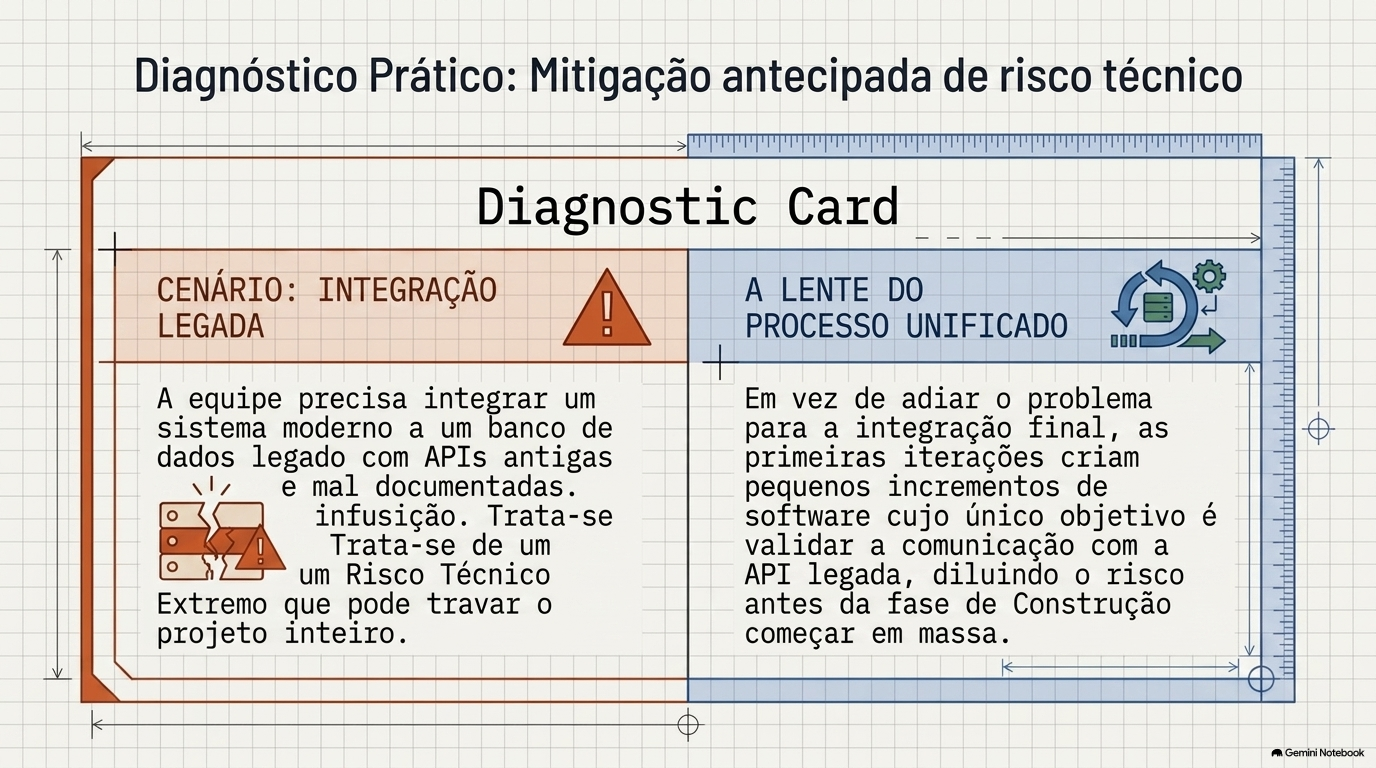 Diagnóstico Prático: Mitigação antecipada de risco técnico
Diagnostic Card
CENÁRIO: INTEGRAÇÃO
LEGADA
A equipe precisa integrar um
sistema moderno a um banco de
dados legado com APIs antigas
e mal documentadas.
infusição. Trata-se
Trata-se de um
um Risco Técnico
Extremo que pode travar o
projeto inteiro.
A LENTE DO
PROCESSO UNIFICADO
Em vez de adiar o problema
para a integração final, as
primeiras iterações criam
pequenos incrementos de
software cujo único objetivo é
validar a comunicação com a
API legada, diluindo o risco
antes da fase de Construção
começar em massa.
Gemini Notebook